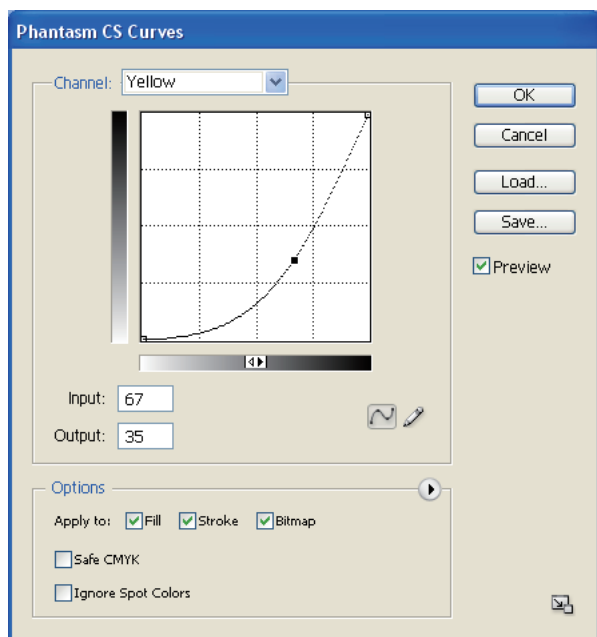 Phantasm CS Curves
Channel: Yellow
OK
Cancel
Load...
Save...
Preview
Input: 67
Output: 35
Options
Apply to: Fill Stroke Bitmap
Safe CMYK
Ignore Spot Colors